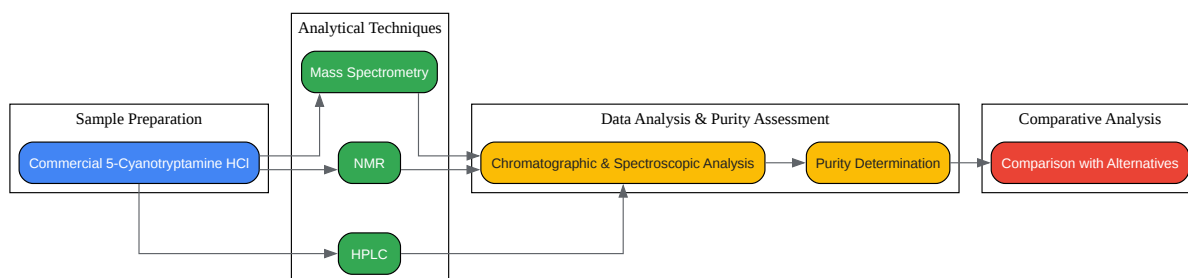 Analytical Techniques
Mass Spectrometry
Sample Preparation
Commercial 5-Cyanotryptamine HCl
NMR
HPLC
Data Analysis & Purity Assessment
Chromatographic & Spectroscopic Analysis
Purity Determination
Comparative Analysis
Comparison with Alternatives